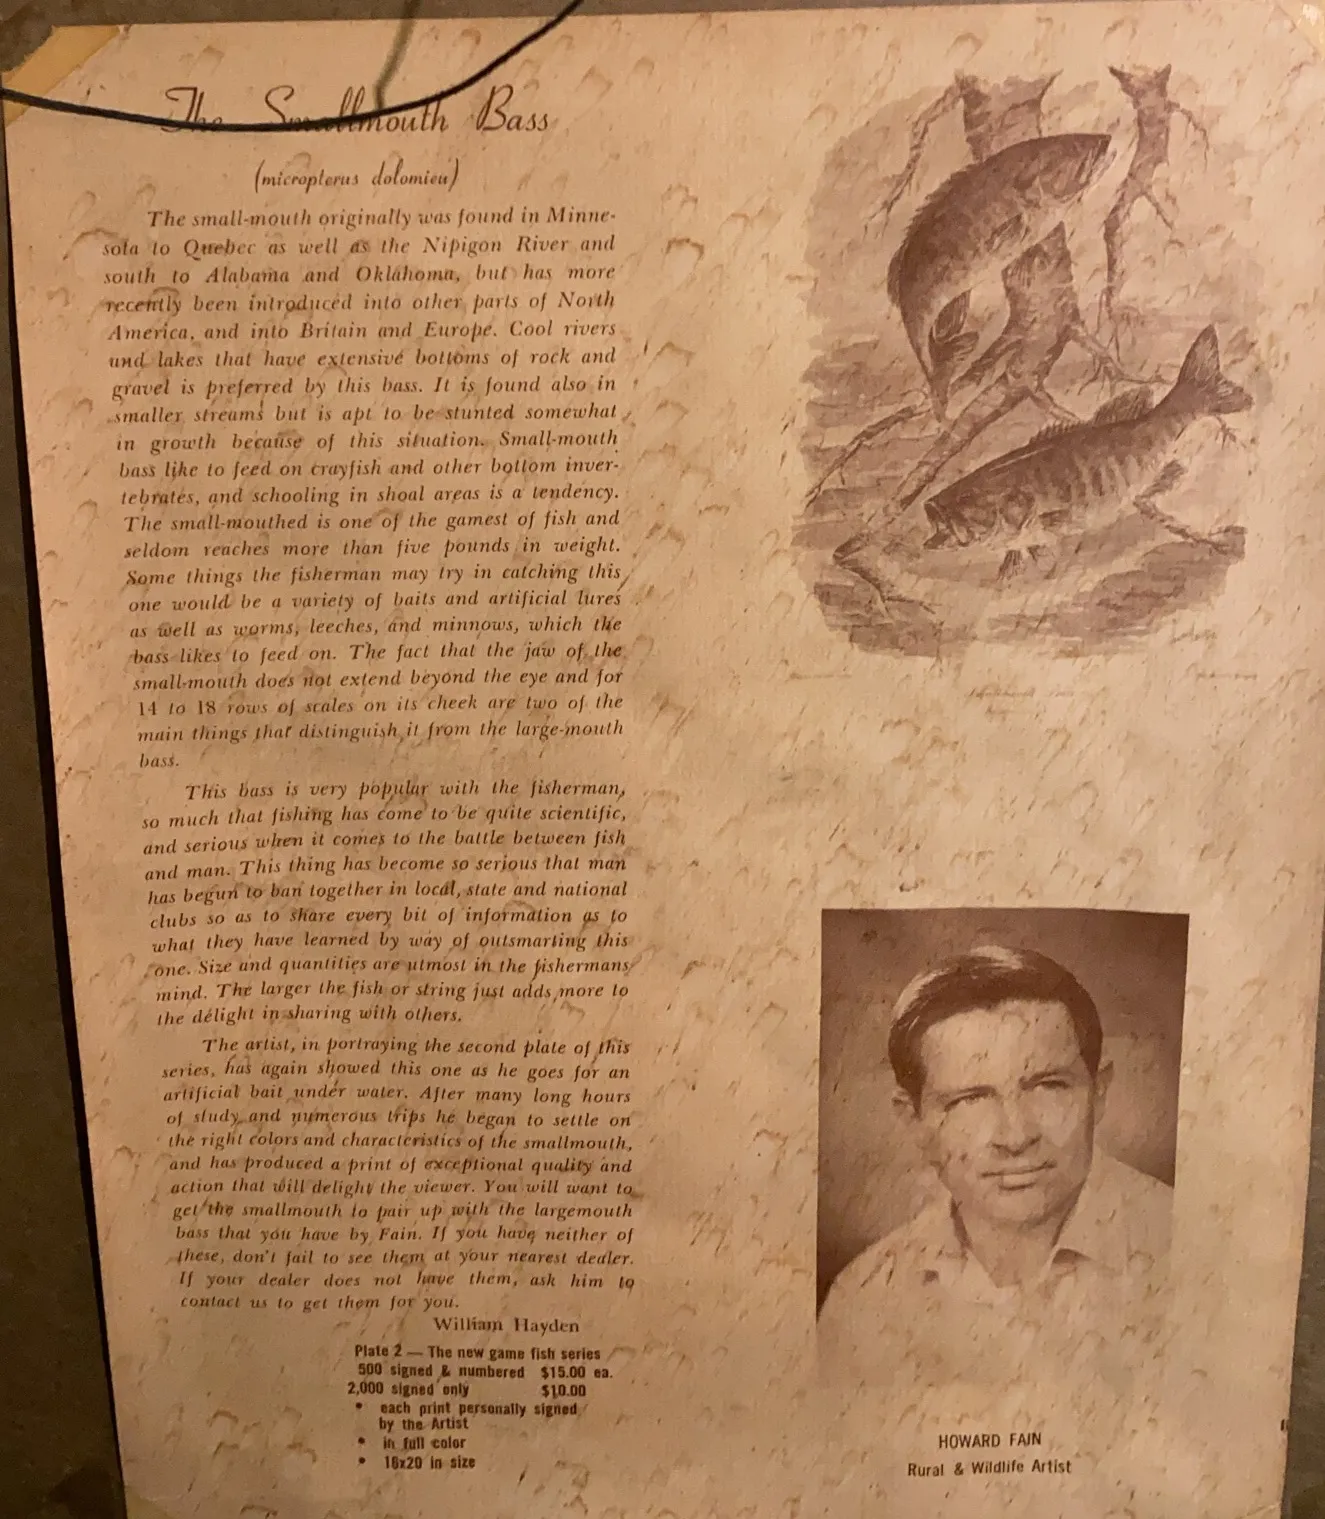 The Smallmouth Bass
(micropterus dolomieu)
The small-mouth originally was found in Minne-
sota to Quebec as well as the Nipigon River and
south to Alabama and Oklahoma, but has more
recently been introduced into other parts of North
America, and into Britain and Europe. Cool rivers
and lakes that have extensive bottoms of rock and
gravel is preferred by this bass. It is found also in
smaller streams but is apt to be stunted somewhat
in growth because of this situation. Small-mouth
bass like to feed on crayfish and other bottom inver-
tebrates, and schooling in shoal areas is a tendency.
The small-mouthed is one of the gamest of fish and
seldom reaches more than five pounds in weight.
Some things the fisherman may try in catching this
one would be a variety of baits and artificial lures
as well as worms, leeches, and minnows, which the
bass likes to feed on. The fact that the jaw of the
small-mouth does not extend beyond the eye and for
14 to 18 rows of scales on its cheek are two of the
main things that distinguish it from the large-mouth
bass.
This bass is very popular with the fisherman,
so much that fishing has come to be quite scientific,
and serious when it comes to the battle between fish
and man. This thing has become so serious that man
has begun to ban together in local, state and national
clubs so as to share every bit of information as to
what they have learned by way of outsmarting this
one. Size and quantities are utmost in the fishermans
mind. The larger the fish or string just adds more to
the delight in sharing with others.
The artist, in portraying the second plate of this
series, has again showed this one as he goes for an
artificial bait under water. After many long hours
of study and numerous trips he began to settle on
the right colors and characteristics of the smallmouth,
and has produced a print of exceptional quality and
action that will delight the viewer. You will want to
get the smallmouth to pair up with the largemouth
bass that you have by Fain. If you have neither of
these, don't fail to see them at your nearest dealer.
If your dealer does not have them, ask him to
contact us to get them for you.
William Hayden
Plate 2 — The new game fish series
500 signed & numbered $15.00 ea.
2,000 signed only $10.00
• each print personally signed
by the Artist
• in full color
• 16x20 in size
HOWARD FAIN
Rural & Wildlife Artist